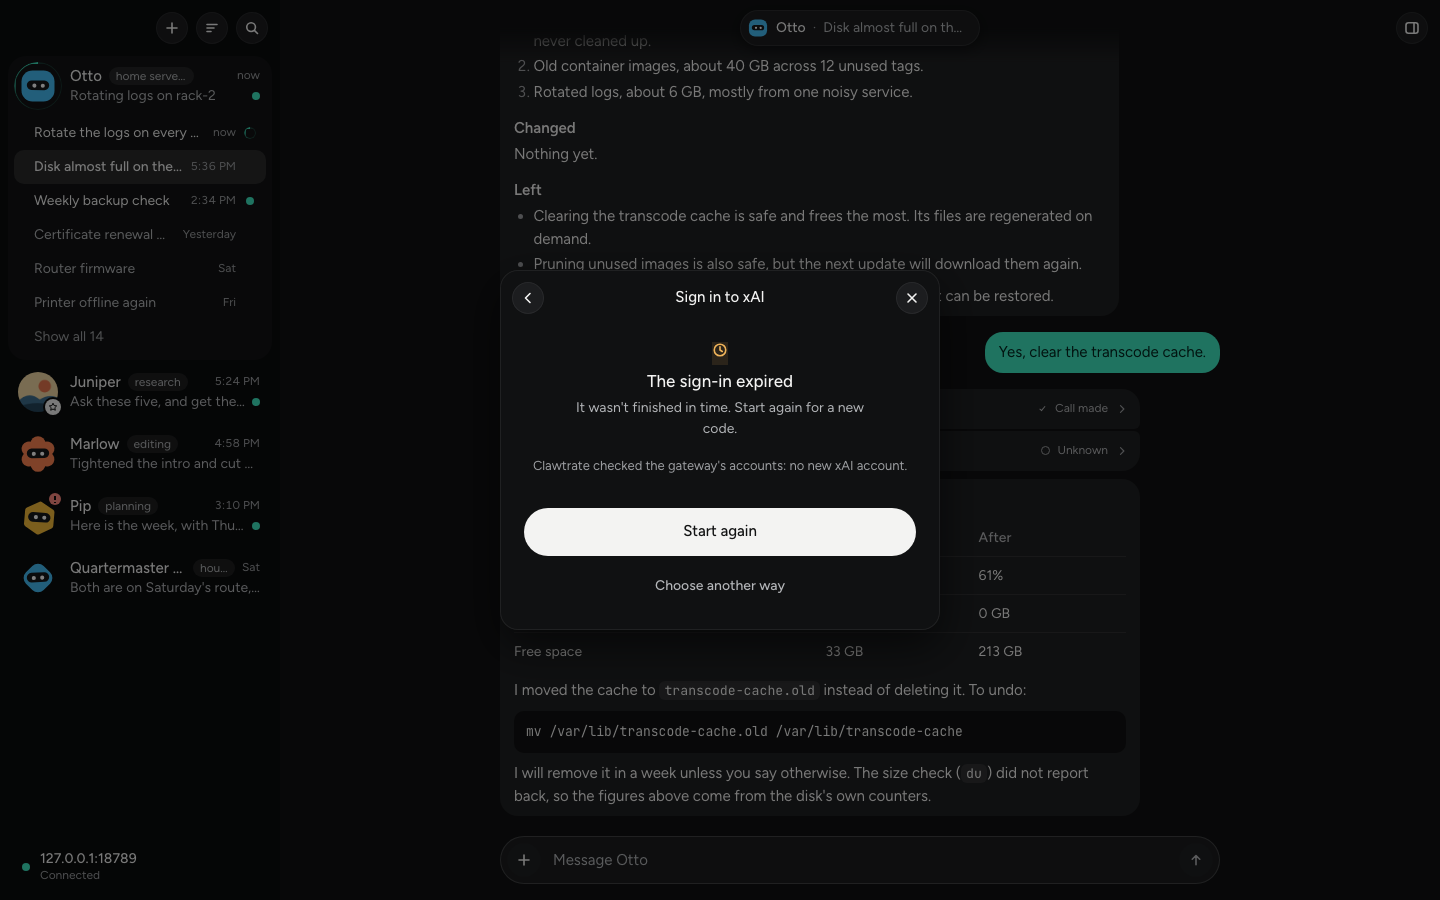 Otto home serve... now
Rotating logs on rack-2
Rotate the logs on every ... now
Disk almost full on the... 5:36 PM
Weekly backup check 2:34 PM
Certificate renewal ... Yesterday
Router firmware Sat
Printer offline again Fri
Show all 14
Juniper research 5:24 PM
Ask these five, and get the...
Marlow editing 4:58 PM
Tightened the intro and cut ...
Pip planning 3:10 PM
Here is the week, with Thu...
Quartermaster ... hou... Sat
Both are on Saturday's route,...
127.0.0.1:18789
Connected
Otto · Disk almost full on th...
never cleaned up.
2. Old container images, about 40 GB across 12 unused tags.
3. Rotated logs, about 6 GB, mostly from one noisy service.
Changed
Nothing yet.
Left
• Clearing the transcode cache is safe and frees the most. Its files are regenerated on
demand.
• Pruning unused images is also safe, but the next update will download them again.
can be restored.
Yes, clear the transcode cache.
Call made
Unknown
Sign in to xAI
The sign-in expired
It wasn't finished in time. Start again for a new
code.
Clawtrate checked the gateway's accounts: no new xAI account.
Start again
Choose another way
After
61%
0 GB
Free space 33 GB 213 GB
I moved the cache to transcode-cache.old instead of deleting it. To undo:
mv /var/lib/transcode-cache.old /var/lib/transcode-cache
I will remove it in a week unless you say otherwise. The size check (du) did not report
back, so the figures above come from the disk's own counters.
Message Otto